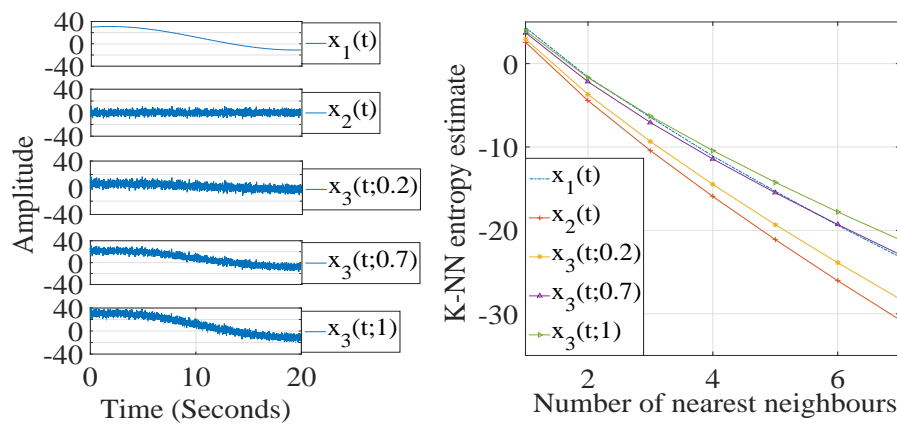 Amplitude
40
0
-40
x1(t)
40
0
-40
x2(t)
40
0
-40
x3(t;0.2)
40
0
-40
x3(t;0.7)
40
0
-40
x3(t;1)
0 10 20
Time (Seconds)
K-NN entropy estimate
0
-10
-20
-30
x1(t)
x2(t)
x3(t;0.2)
x3(t;0.7)
x3(t;1)
2 4 6
Number of nearest neighbours